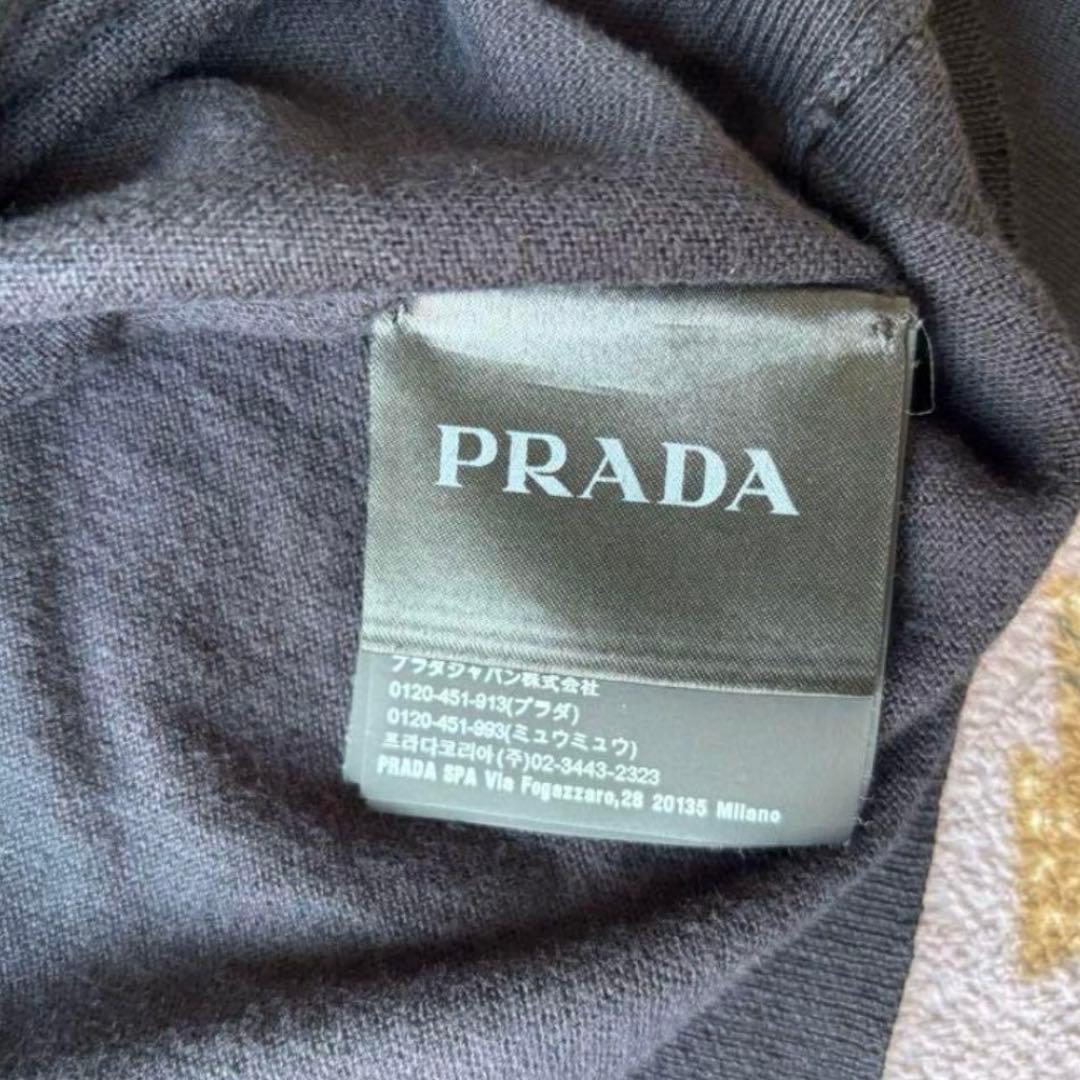 PRADA
プラダジャパン株式会社
0120-451-913(プラダ)
0120-451-993(ミュウミュウ)
프라다코리아(주)02-3443-2323
PRADA SPA Via Fogazzaro,28 20135 Milano